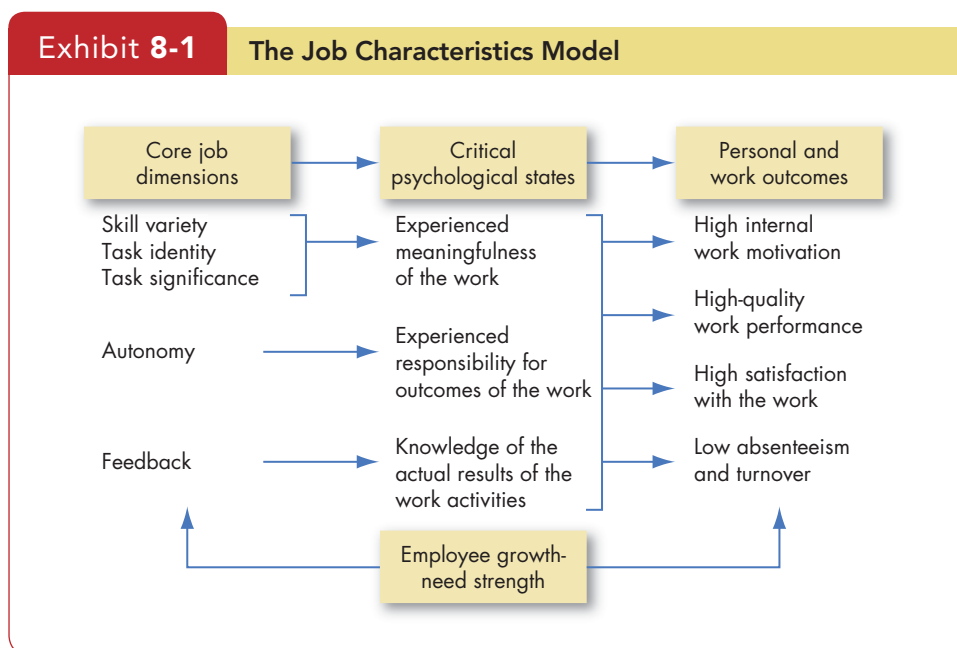 Exhibit 8-1
The Job Characteristics Model
Core job
dimensions
Critical
psychological states
Personal and
work outcomes
Skill variety
Task identity
Task significance
Experienced
meaningfulness
of the work
High internal
work motivation
High-quality
work performance
Autonomy
Experienced
responsibility for
outcomes of the work
High satisfaction
with the work
Feedback
Knowledge of the
actual results of the
work activities
Low absenteeism
and turnover
Employee growth-
need strength